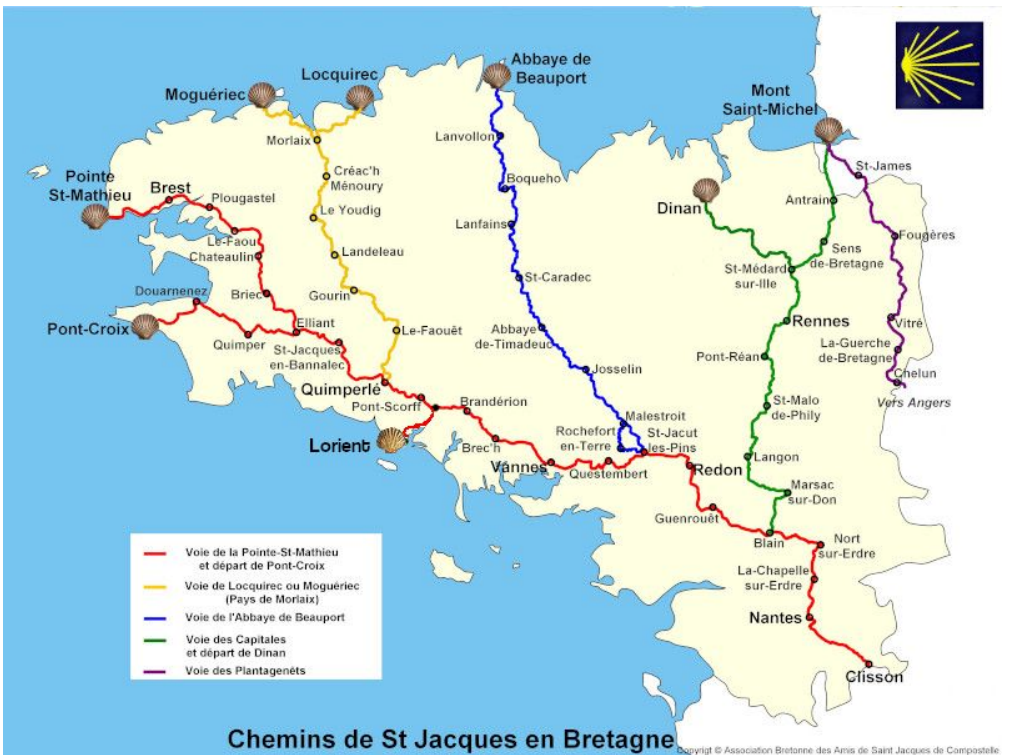 Abbaye de
Beauport
Locquirec
Moguériec
Mont
Saint-Michel
Lanvollon
Morlaix
St-James
Pointe
St-Mathieu
Brest
Créac'h
Ménoury
Boqueho
Plougastel
Dinan
Antrain
Le Youdig
Lanfains
Fougères
Le-Faou
Sens
de-Bretagne
Chateaulin
Landeleau
St-Médard
sur-Ille
St-Caradec
Douarnenez
Briec
Gourin
Pont-Croix
Elliant
Le-Faouêt
Abbaye
de-Timadeuc
Rennes
Vitré
Quimper
St-Jacques
en-Bannalec
La-Guerche
de-Bretagne
Pont-Réan
Josselin
Chelun
Quimperlé
Vers Angers
Pont-Scorff
Brandérion
St-Malo
de-Phily
Malestroit
Lorient
Rochefort
en-Terre
St-Jacut
les-Pins
Brec'h
Langon
Vannes
Questembert
Redon
Marsac
sur-Don
Guenrouêt
Blain
Nort
sur-Erdre
La-Chapelle
sur-Erdre
Nantes
Clisson
Voie de la Pointe-St-Mathieu
et départ de Pont-Croix
Voie de Locquirec ou Moguériec
(Pays de Morlaix)
Voie de l'Abbaye de Beauport
Voie des Capitales
et départ de Dinan
Voie des Plantagenêts
Chemins de St Jacques en Bretagne
Copyrigt © Association Bretonne des Amis de Saint Jacques de Compostelle